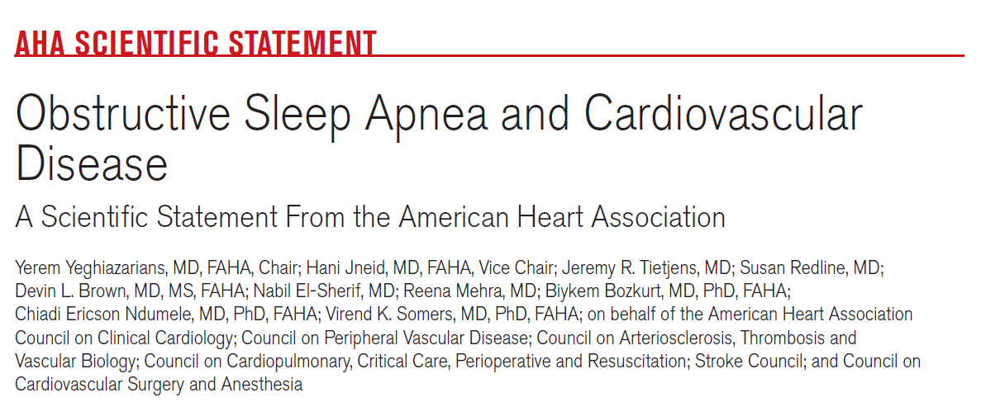 AHA SCIENTIFIC STATEMENT
Obstructive Sleep Apnea and Cardiovascular
Disease
A Scientific Statement From the American Heart Association
Yerem Yeghiazarians, MD, FAHA, Chair; Hani Jneid, MD, FAHA, Vice Chair; Jeremy R. Tietjens, MD; Susan Redline, MD;
Devin L. Brown, MD, MS, FAHA; Nabil El-Sherif, MD; Reena Mehra, MD; Biykem Bozkurt, MD, PhD, FAHA;
Chiadi Ericson Ndumele, MD, PhD, FAHA; Virend K. Somers, MD, PhD, FAHA; on behalf of the American Heart Association
Council on Clinical Cardiology; Council on Peripheral Vascular Disease; Council on Arteriosclerosis, Thrombosis and
Vascular Biology; Council on Cardiopulmonary, Critical Care, Perioperative and Resuscitation; Stroke Council; and Council on
Cardiovascular Surgery and Anesthesia